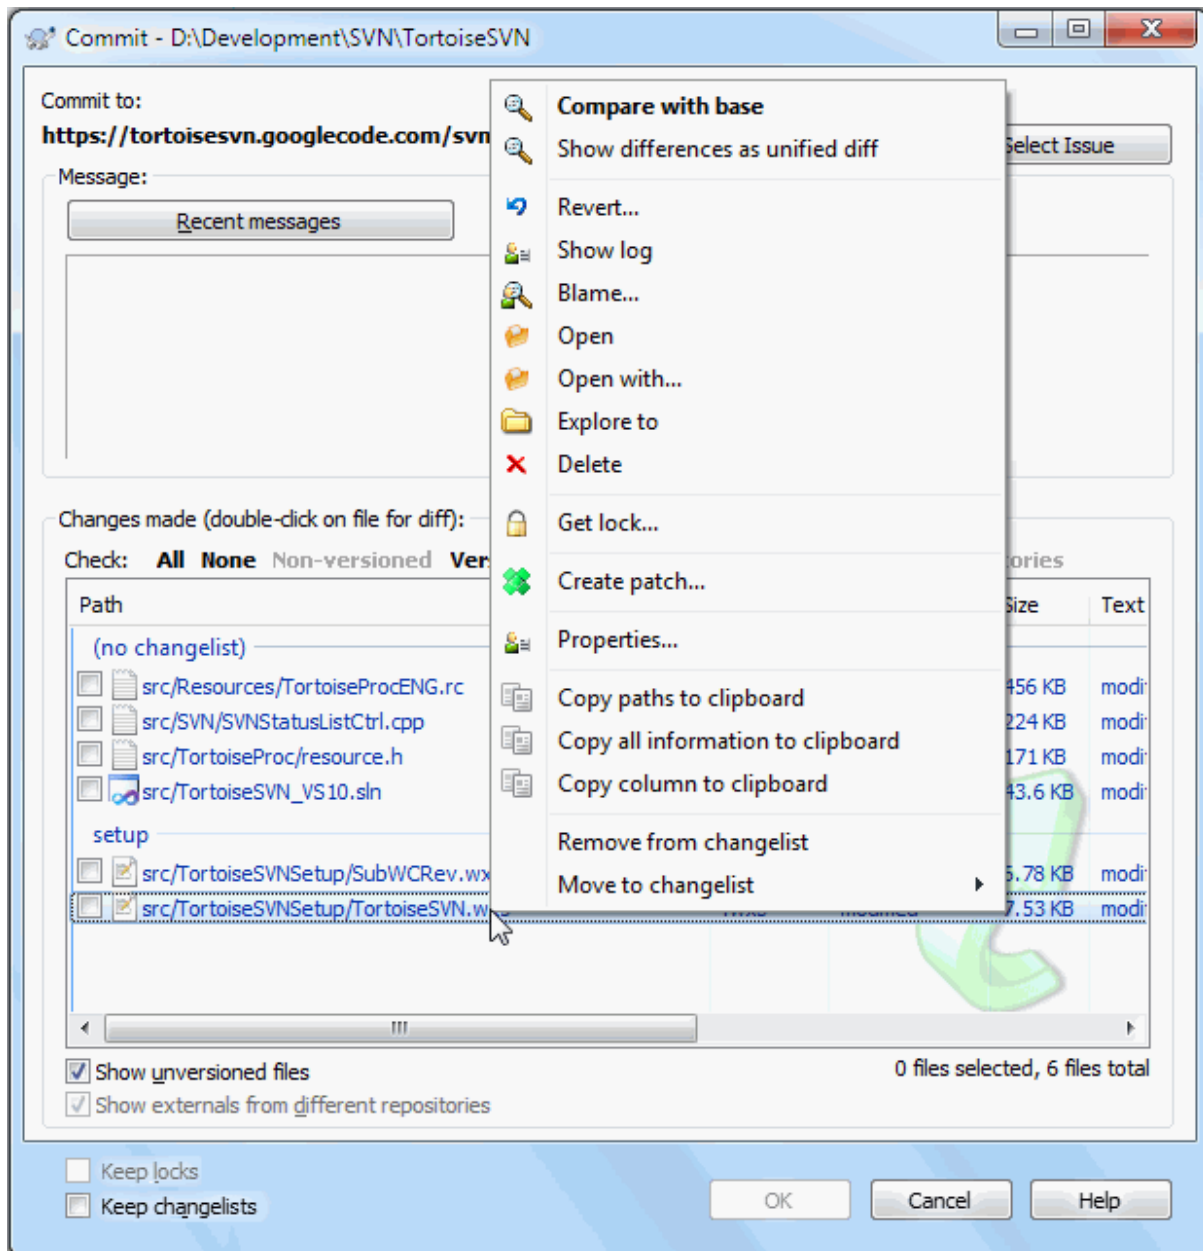 Commit - D:\Development\SVN\TortoiseSVN
Commit to:
https://tortoisesvn.googlecode.com/svn
Select Issue
Message:
Recent messages
Compare with base
Show differences as unified diff
Revert...
Show log
Blame...
Open
Open with...
Explore to
Delete
Get lock...
Create patch...
Properties...
Copy paths to clipboard
Copy all information to clipboard
Copy column to clipboard
Remove from changelist
Move to changelist
Changes made (double-click on file for diff):
Check: All None Non-versioned
Path Size Text
(no changelist)
src/Resources/TortoiseProcENG.rc 456 KB
src/SVN/SVNStatusListCtrl.cpp 224 KB
src/TortoiseProc/resource.h 171 KB
src/TortoiseSVN_VS10.sln 43.6 KB
setup
src/TortoiseSVNSetup/SubWCRev.wx 5.78 KB
src/TortoiseSVNSetup/TortoiseSVN. 7.53 KB
Show unversioned files
0 files selected, 6 files total
Show externals from different repositories
Keep locks
Keep changelists
OK Cancel Help